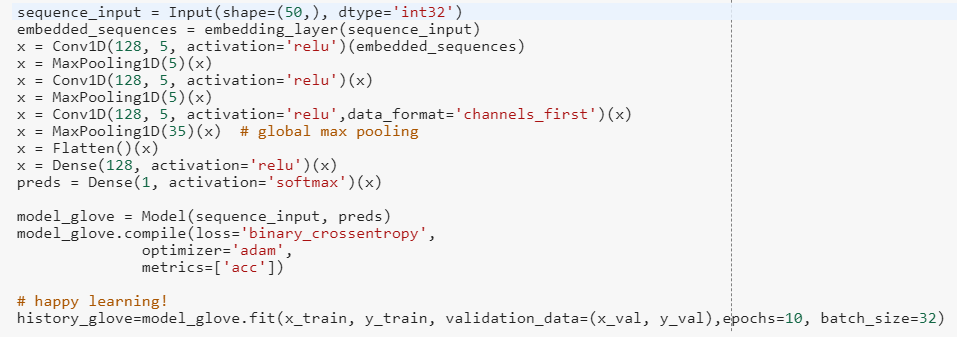 sequence_input = Input(shape=(50,), dtype='int32')
embedded_sequences = embedding_layer(sequence_input)
x = Conv1D(128, 5, activation='relu')(embedded_sequences)
x = MaxPooling1D(5)(x)
x = Conv1D(128, 5, activation='relu')(x)
x = MaxPooling1D(5)(x)
x = Conv1D(128, 5, activation='relu',data_format='channels_first')(x)
x = MaxPooling1D(35)(x)  # global max pooling
x = Flatten()(x)
x = Dense(128, activation='relu')(x)
preds = Dense(1, activation='softmax')(x)
model_glove = Model(sequence_input, preds)
model_glove.compile(loss='binary_crossentropy',
              optimizer='adam',
              metrics=['acc'])
# happy learning!
history_glove=model_glove.fit(x_train, y_train, validation_data=(x_val, y_val),epochs=10, batch_size=32)